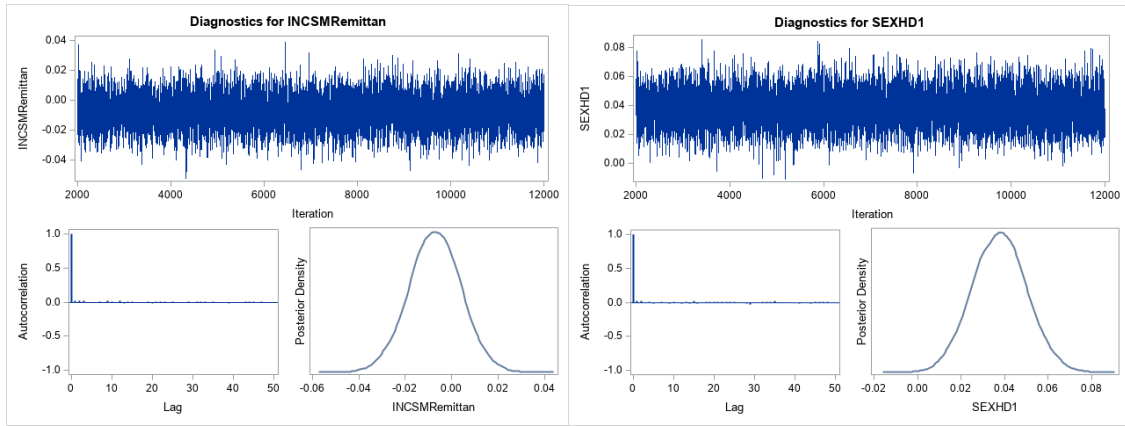 Diagnostics for INCSMRemittan
0.04
0.02
0.00
-0.02
-0.04
INCSMRemittan
2000 4000 6000 8000 10000 12000
Iteration
1.0
0.5
0.0
-0.5
-1.0
Autocorrelation
0 10 20 30 40 50
Lag
Posterior Density
-0.06 -0.04 -0.02 0.00 0.02 0.04
INCSMRemittan
Diagnostics for SEXHD1
0.08
0.06
0.04
0.02
0.00
SEXHD1
2000 4000 6000 8000 10000 12000
Iteration
1.0
0.5
0.0
-0.5
-1.0
Autocorrelation
0 10 20 30 40 50
Lag
Posterior Density
-0.02 0.00 0.02 0.04 0.06 0.08
SEXHD1